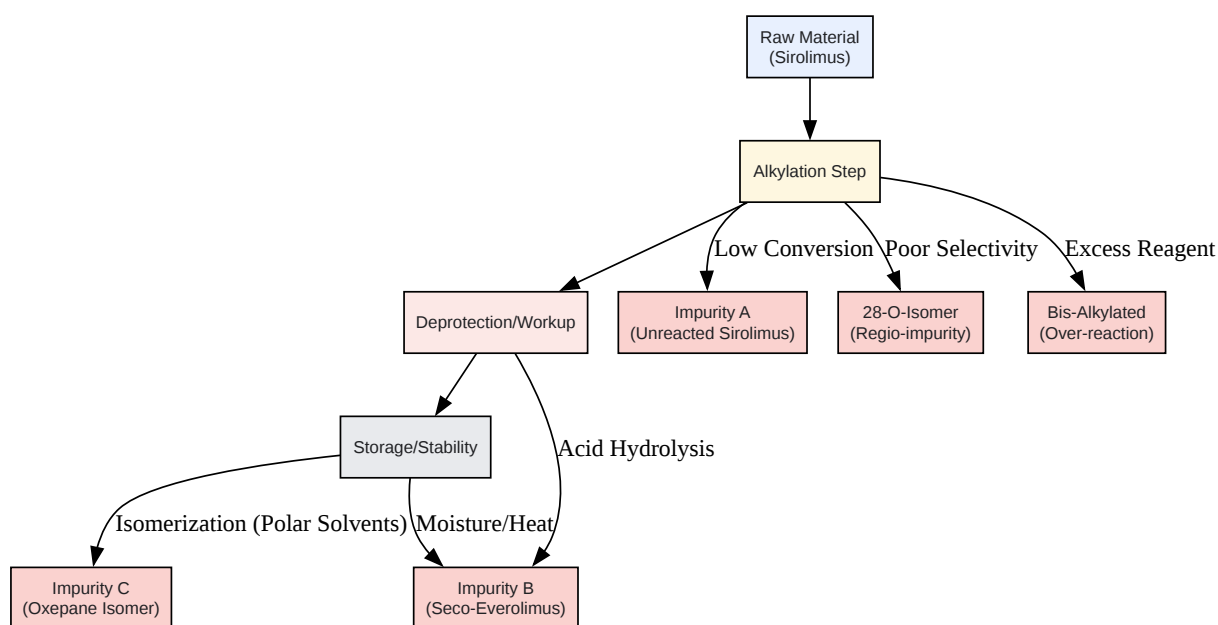 Raw Material
(Sirolimus)
Alkylation Step
Low Conversion
Poor Selectivity
Excess Reagent
Deprotection/Workup
Impurity A
(Unreacted Sirolimus)
28-O-Isomer
(Regio-impurity)
Bis-Alkylated
(Over-reaction)
Storage/Stability
Acid Hydrolysis
Isomerization (Polar Solvents)
Moisture/Heat
Impurity C
(Oxepane Isomer)
Impurity B
(Seco-Everolimus)